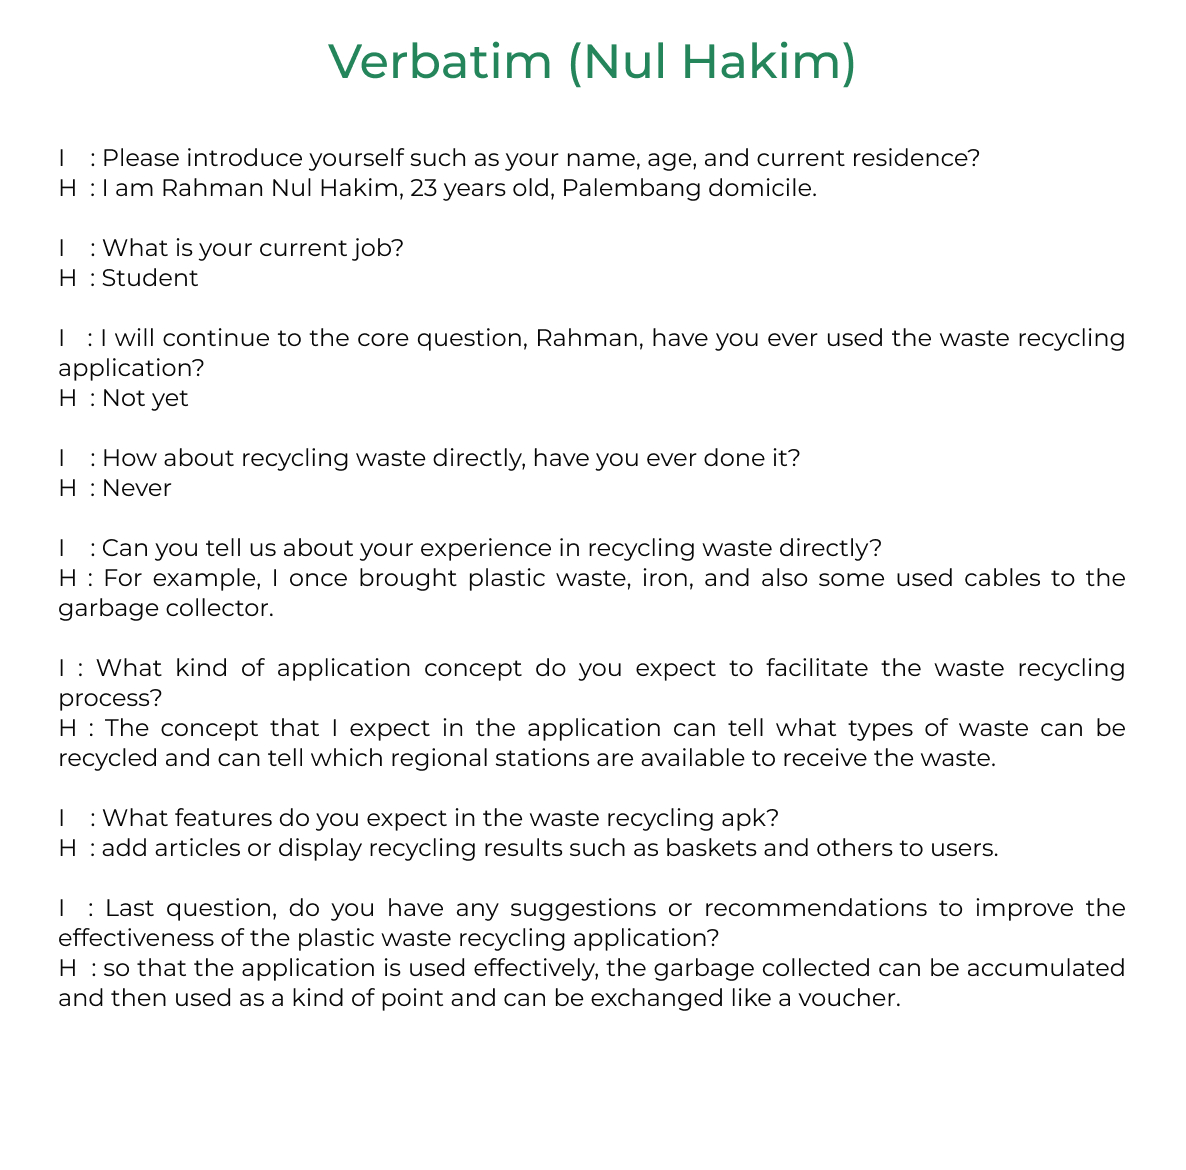 Verbatim (Nul Hakim)
I : Please introduce yourself such as your name, age, and current residence?
H : I am Rahman Nul Hakim, 23 years old, Palembang domicile.
I : What is your current job?
H : Student
I : I will continue to the core question, Rahman, have you ever used the waste recycling
application?
H : Not yet
I : How about recycling waste directly, have you ever done it?
H : Never
I : Can you tell us about your experience in recycling waste directly?
H : For example, I once brought plastic waste, iron, and also some used cables to the
garbage collector.
I : What kind of application concept do you expect to facilitate the waste recycling
process?
H : The concept that I expect in the application can tell what types of waste can be
recycled and can tell which regional stations are available to receive the waste.
I : What features do you expect in the waste recycling apk?
H : add articles or display recycling results such as baskets and others to users.
I : Last question, do you have any suggestions or recommendations to improve the
effectiveness of the plastic waste recycling application?
H : so that the application is used effectively, the garbage collected can be accumulated
and then used as a kind of point and can be exchanged like a voucher.